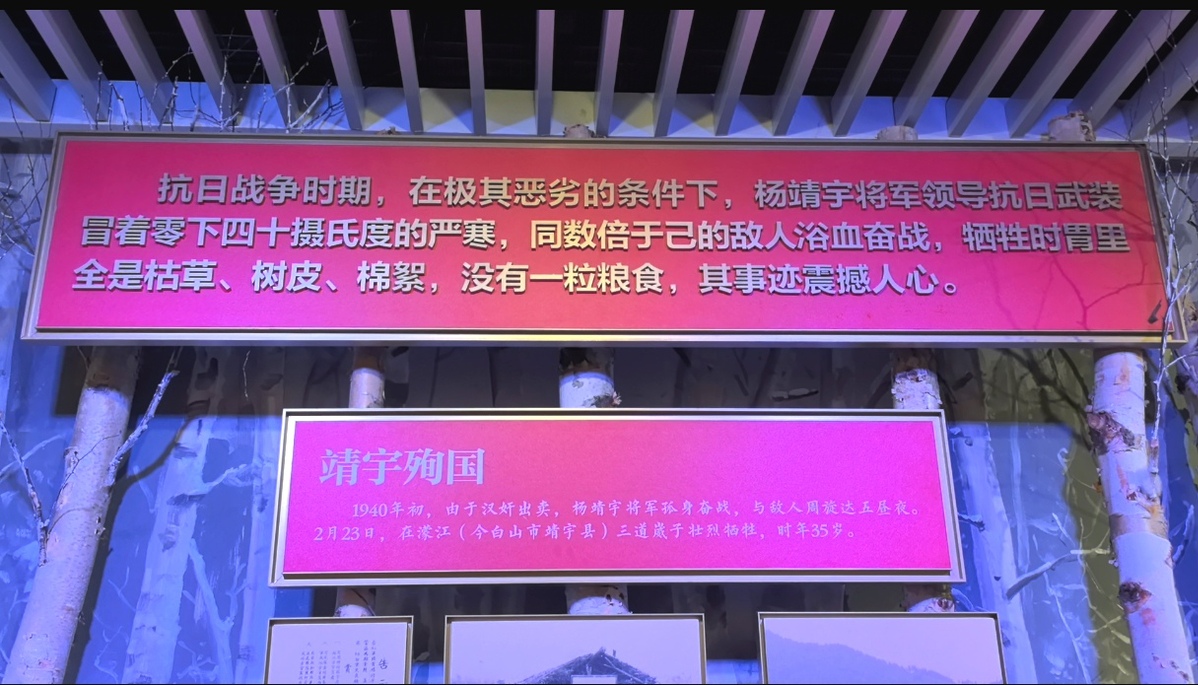 抗日战争时期，在极其恶劣的条件下，杨靖宇将军领导抗日武装
冒着零下四十摄氏度的严寒，同数倍于己的敌人浴血奋战，牺牲时胃里
全是枯草、树皮、棉絮，没有一粒粮食，其事迹震撼人心。
靖宇殉国
1940年初，由于汉奸出卖，杨靖宇将军孤身奋战，与敌人周旋达五昼夜。
2月23日，在濛江（今白山市靖宇县）三道崴子壮烈牺牲，时年35岁。